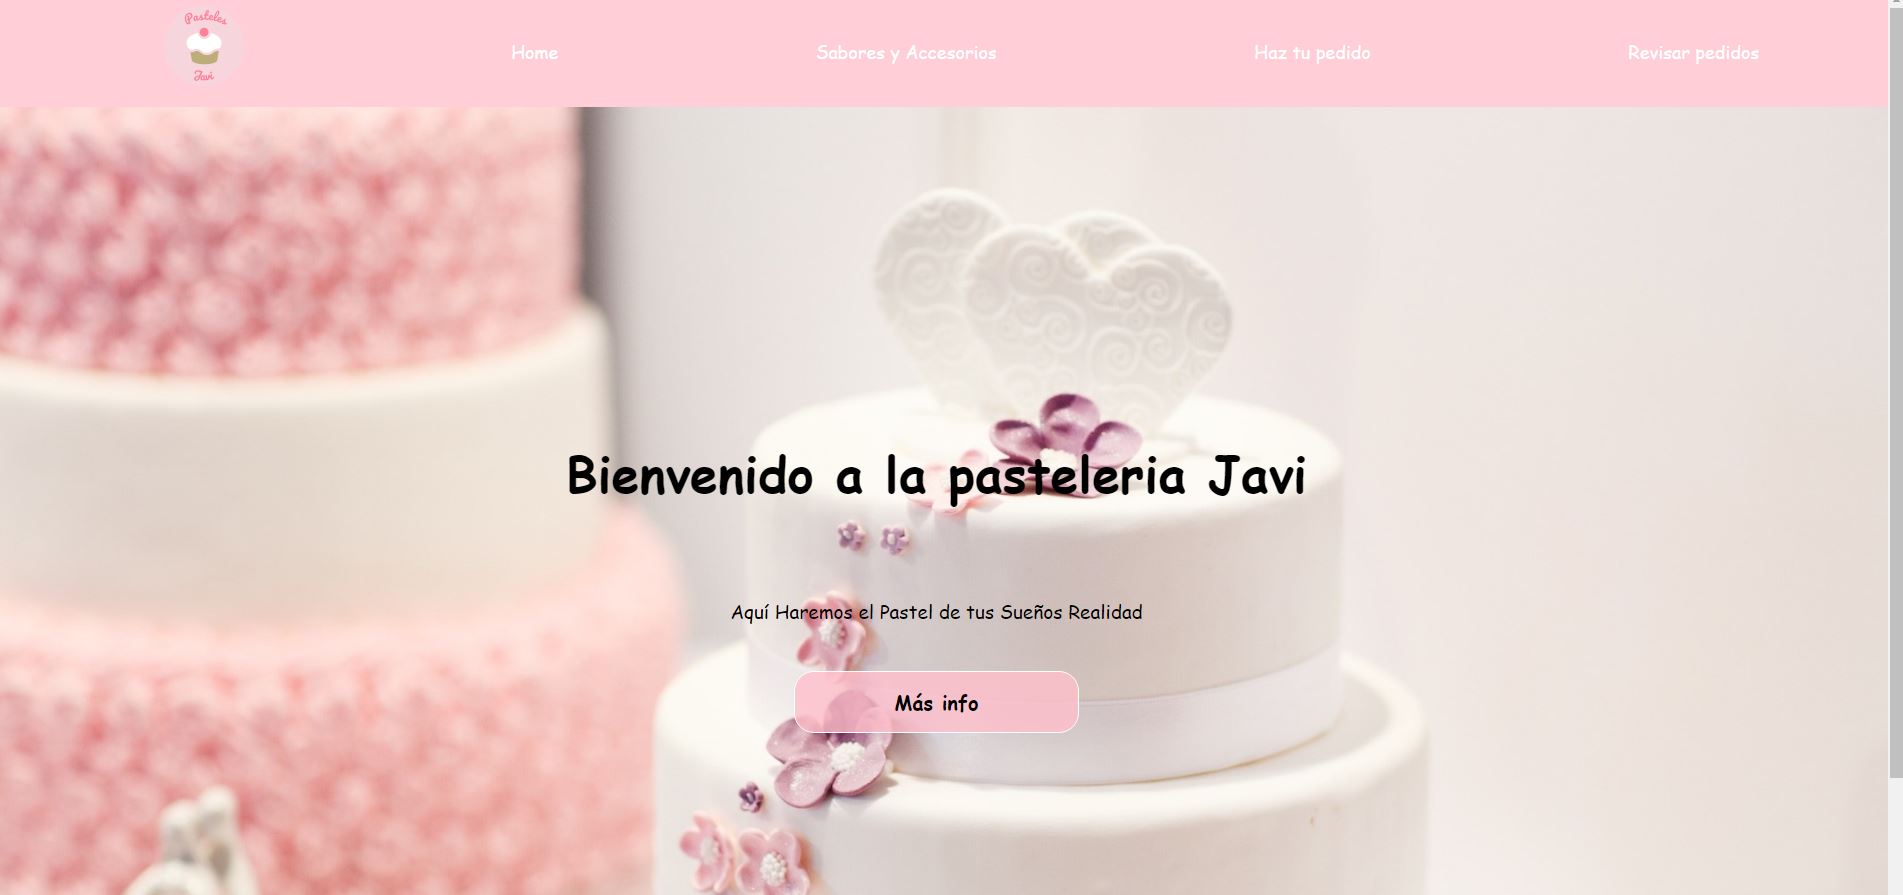 Pasteles
Javi
Home
Sabores y Accesorios
Haz tu pedido
Revisar pedidos
Bienvenido a la pasteleria Javi
Aquí Haremos el Pastel de tus Sueños Realidad
Más info